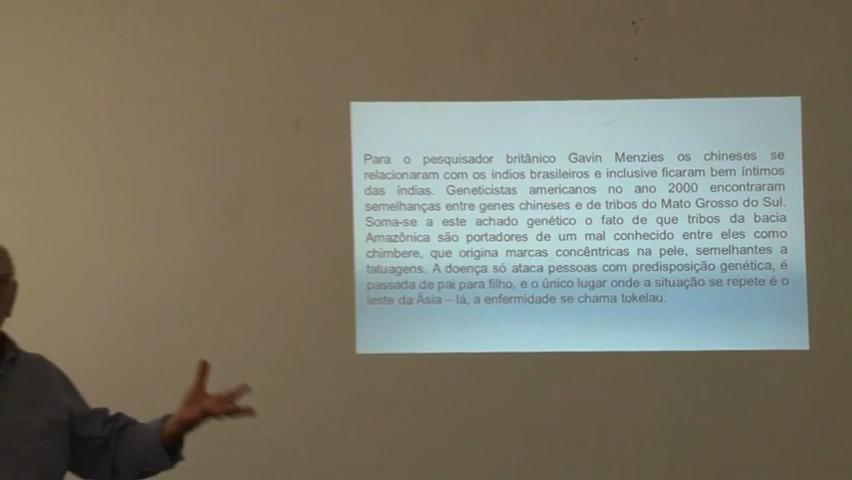 Para o pesquisador britânico Gavin Menzies os chineses se
relacionaram com os índios brasileiros e inclusive ficaram bem íntimos
das índias. Geneticistas americanos no ano 2000 encontraram
semelhanças entre genes chineses e de tribos do Mato Grosso do Sul.
Soma-se a este achado genético o fato de que tribos da bacia
Amazônica são portadores de um mal conhecido entre eles como
chimbere, que origina marcas concêntricas na pele, semelhantes a
tatuagens. A doença só ataca pessoas com predisposição genética, é
passada de pai para filho, e o único lugar onde a situação se repete é o
leste da Ásia – lá, a enfermidade se chama tokelau.